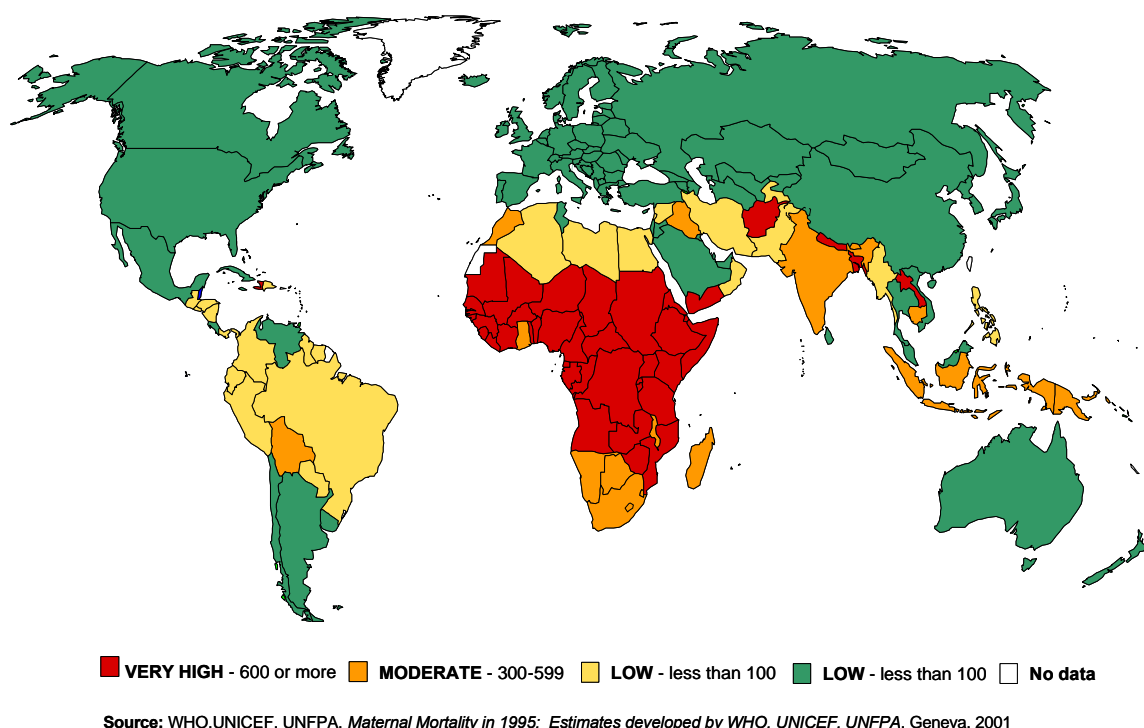 VERY HIGH - 600 or more MODERATE - 300-599 LOW - less than 100 LOW - less than 100 No data
Source: WHO,UNICEF, UNFPA. Maternal Mortality in 1995: Estimates developed by WHO, UNICEF, UNFPA, Geneva, 2001